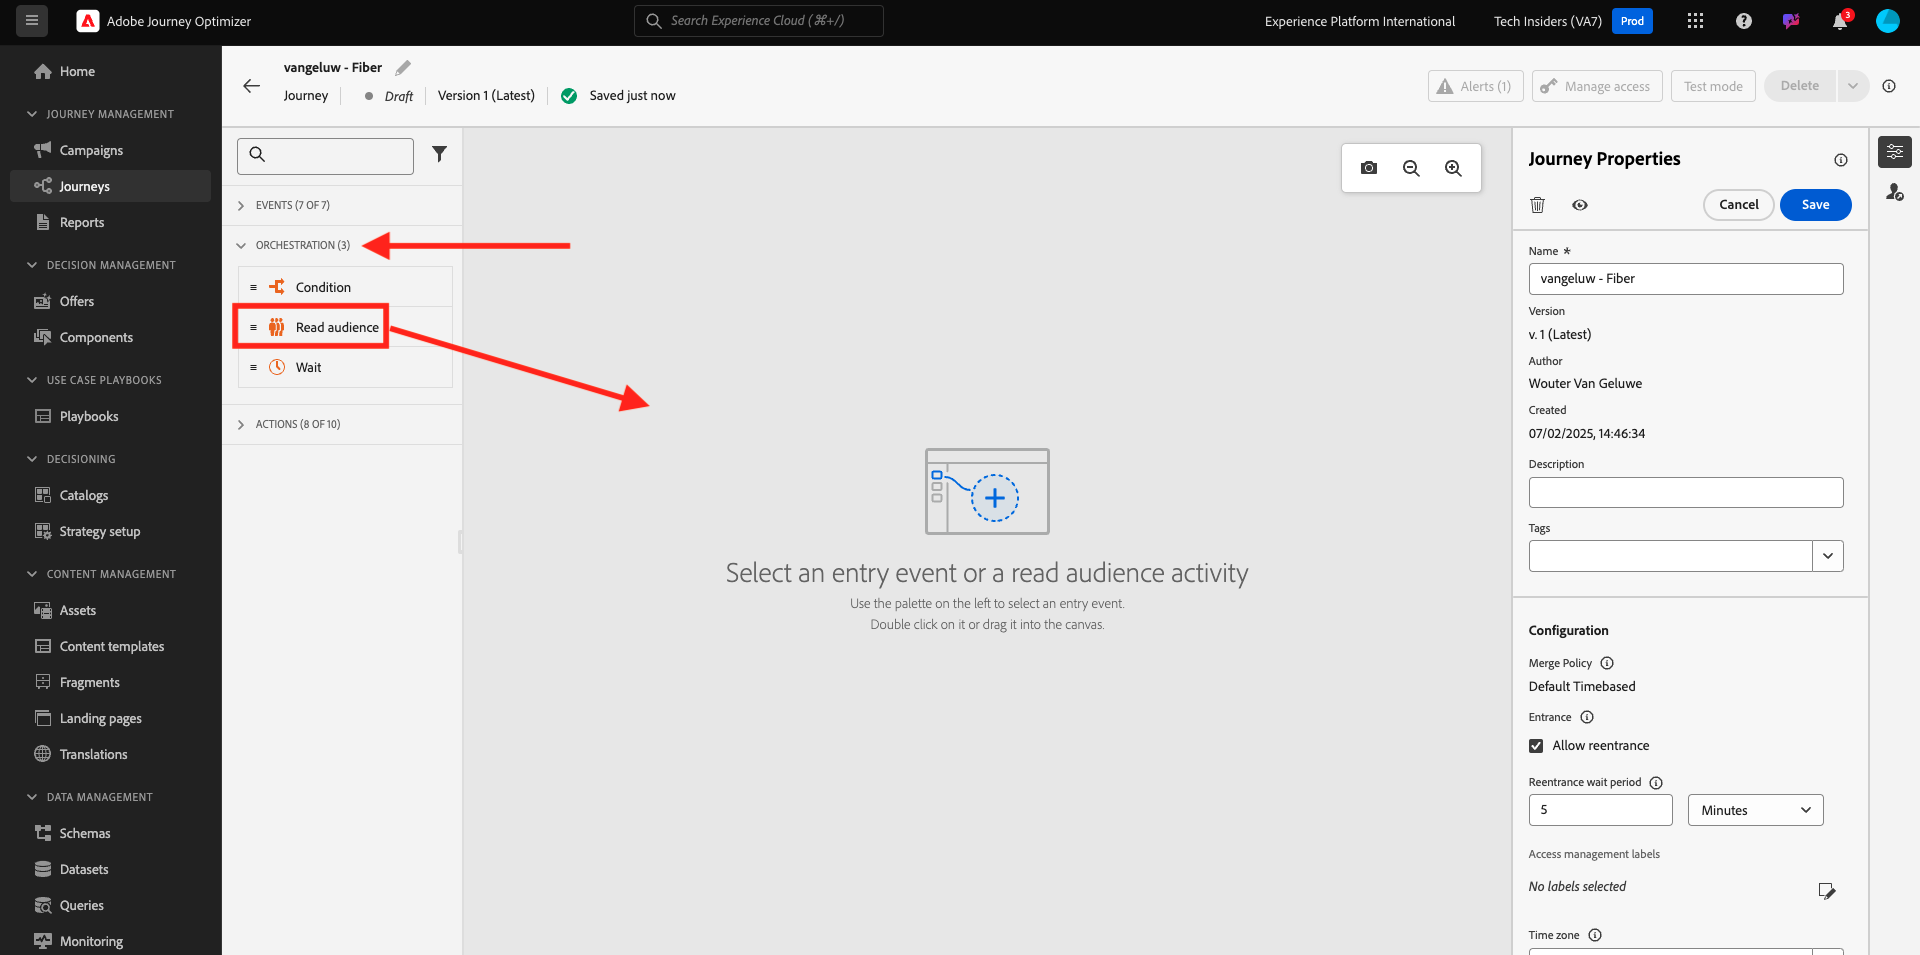 Adobe Journey Optimizer
Search Experience Cloud (⌘+/)
Experience Platform International
Tech Insiders (VA7)
Prod
3
Home
JOURNEY MANAGEMENT
Campaigns
Journeys
Reports
DECISION MANAGEMENT
Offers
Components
USE CASE PLAYBOOKS
Playbooks
DECISIONING
Catalogs
Strategy setup
CONTENT MANAGEMENT
Assets
Content templates
Fragments
Landing pages
Translations
DATA MANAGEMENT
Schemas
Datasets
Queries
Monitoring
vangeluw - Fiber
Journey
Draft
Version 1 (Latest)
Saved just now
Alerts (1)
Manage access
Test mode
Delete
EVENTS (7 OF 7)
ORCHESTRATION (3)
Condition
Read audience
Wait
ACTIONS (8 OF 10)
Select an entry event or a read audience activity
Use the palette on the left to select an entry event.
Double click on it or drag it into the canvas.
Journey Properties
Cancel
Save
Name *
vangeluw - Fiber
Version
v. 1 (Latest)
Author
Wouter Van Geluwe
Created
07/02/2025, 14:46:34
Description
Tags
Configuration
Merge Policy
Default Timebased
Entrance
Allow reentrance
Reentrance wait period
5
Minutes
Access management labels
No labels selected
Time zone